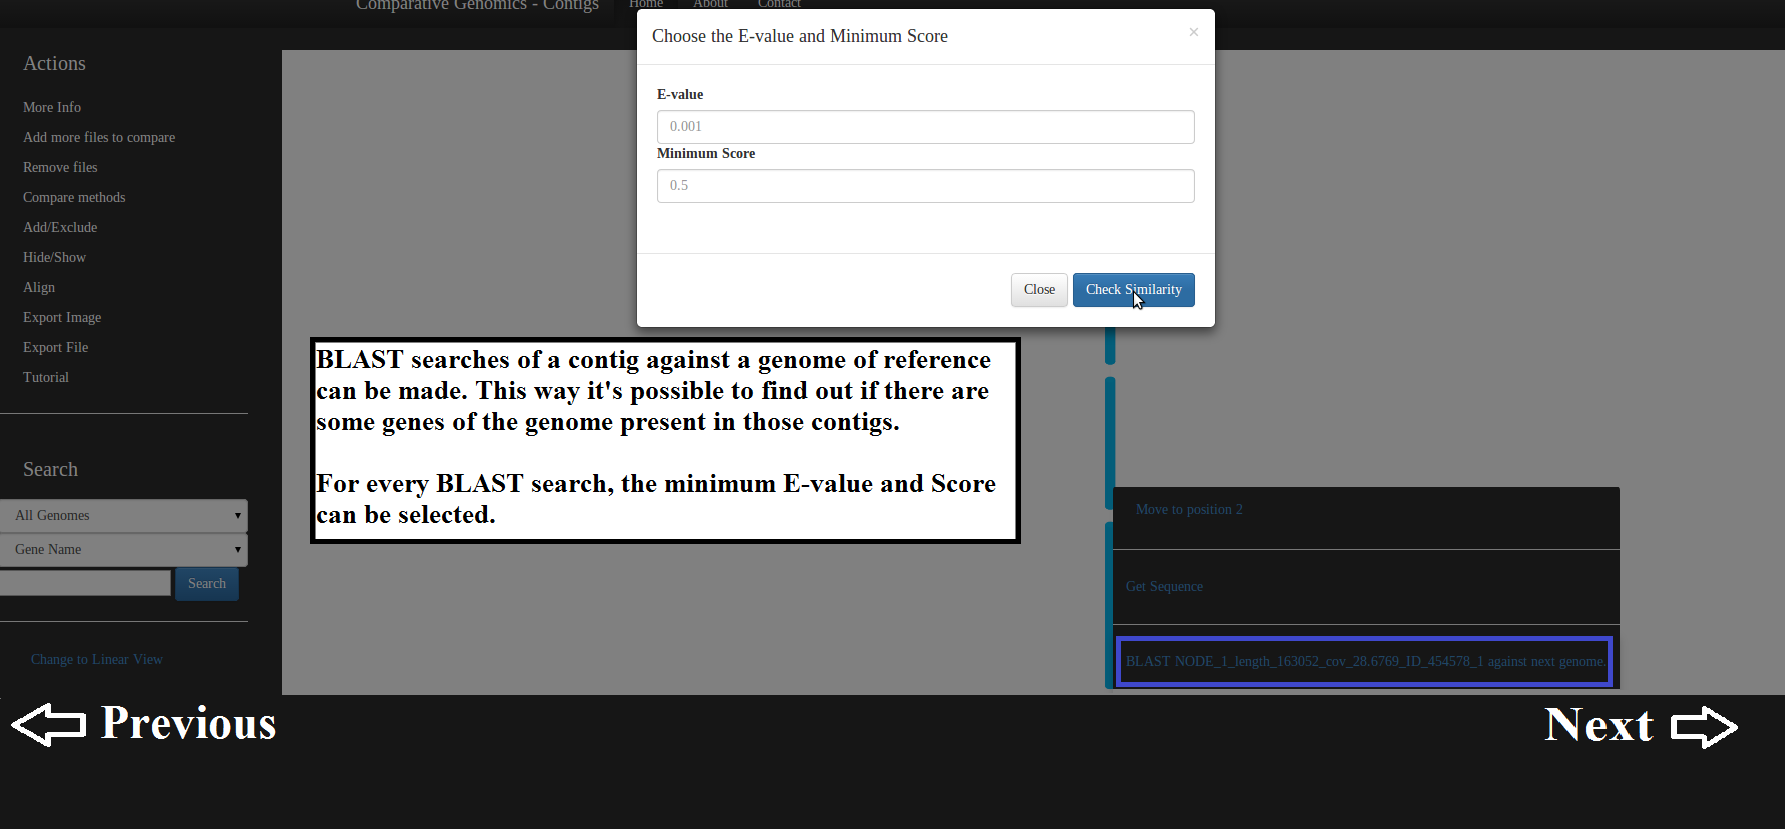 Comparative Genomics - Contigs Home About Contact
Choose the E-value and Minimum Score
×
E-value
0.001
Minimum Score
0.5
Close Check Similarity
Actions
More Info
Add more files to compare
Remove files
Compare methods
Add/Exclude
Hide/Show
Align
Export Image
Export File
Tutorial
Search
All Genomes
Gene Name
Search
Change to Linear View
BLAST searches of a contig against a genome of reference
can be made. This way it's possible to find out if there are
some genes of the genome present in those contigs.
For every BLAST search, the minimum E-value and Score
can be selected.
Move to position 2
Get Sequence
BLAST NODE_1_length_163052_cov_28.6769_ID_454578_1 against next genome.
Previous
Next